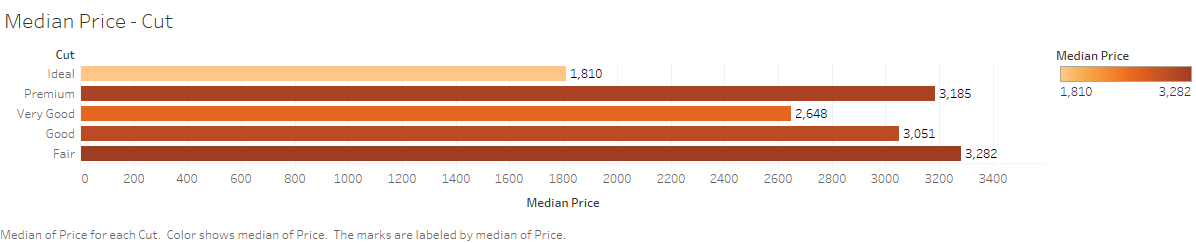 Median Price - Cut
Cut
Ideal 1,810
Premium 3,185
Very Good 2,648
Good 3,051
Fair 3,282
0 200 400 600 800 1000 1200 1400 1600 1800 2000 2200 2400 2600 2800 3000 3200 3400
Median Price
Median Price
1,810 3,282
Median of Price for each Cut. Color shows median of Price. The marks are labeled by median of Price.